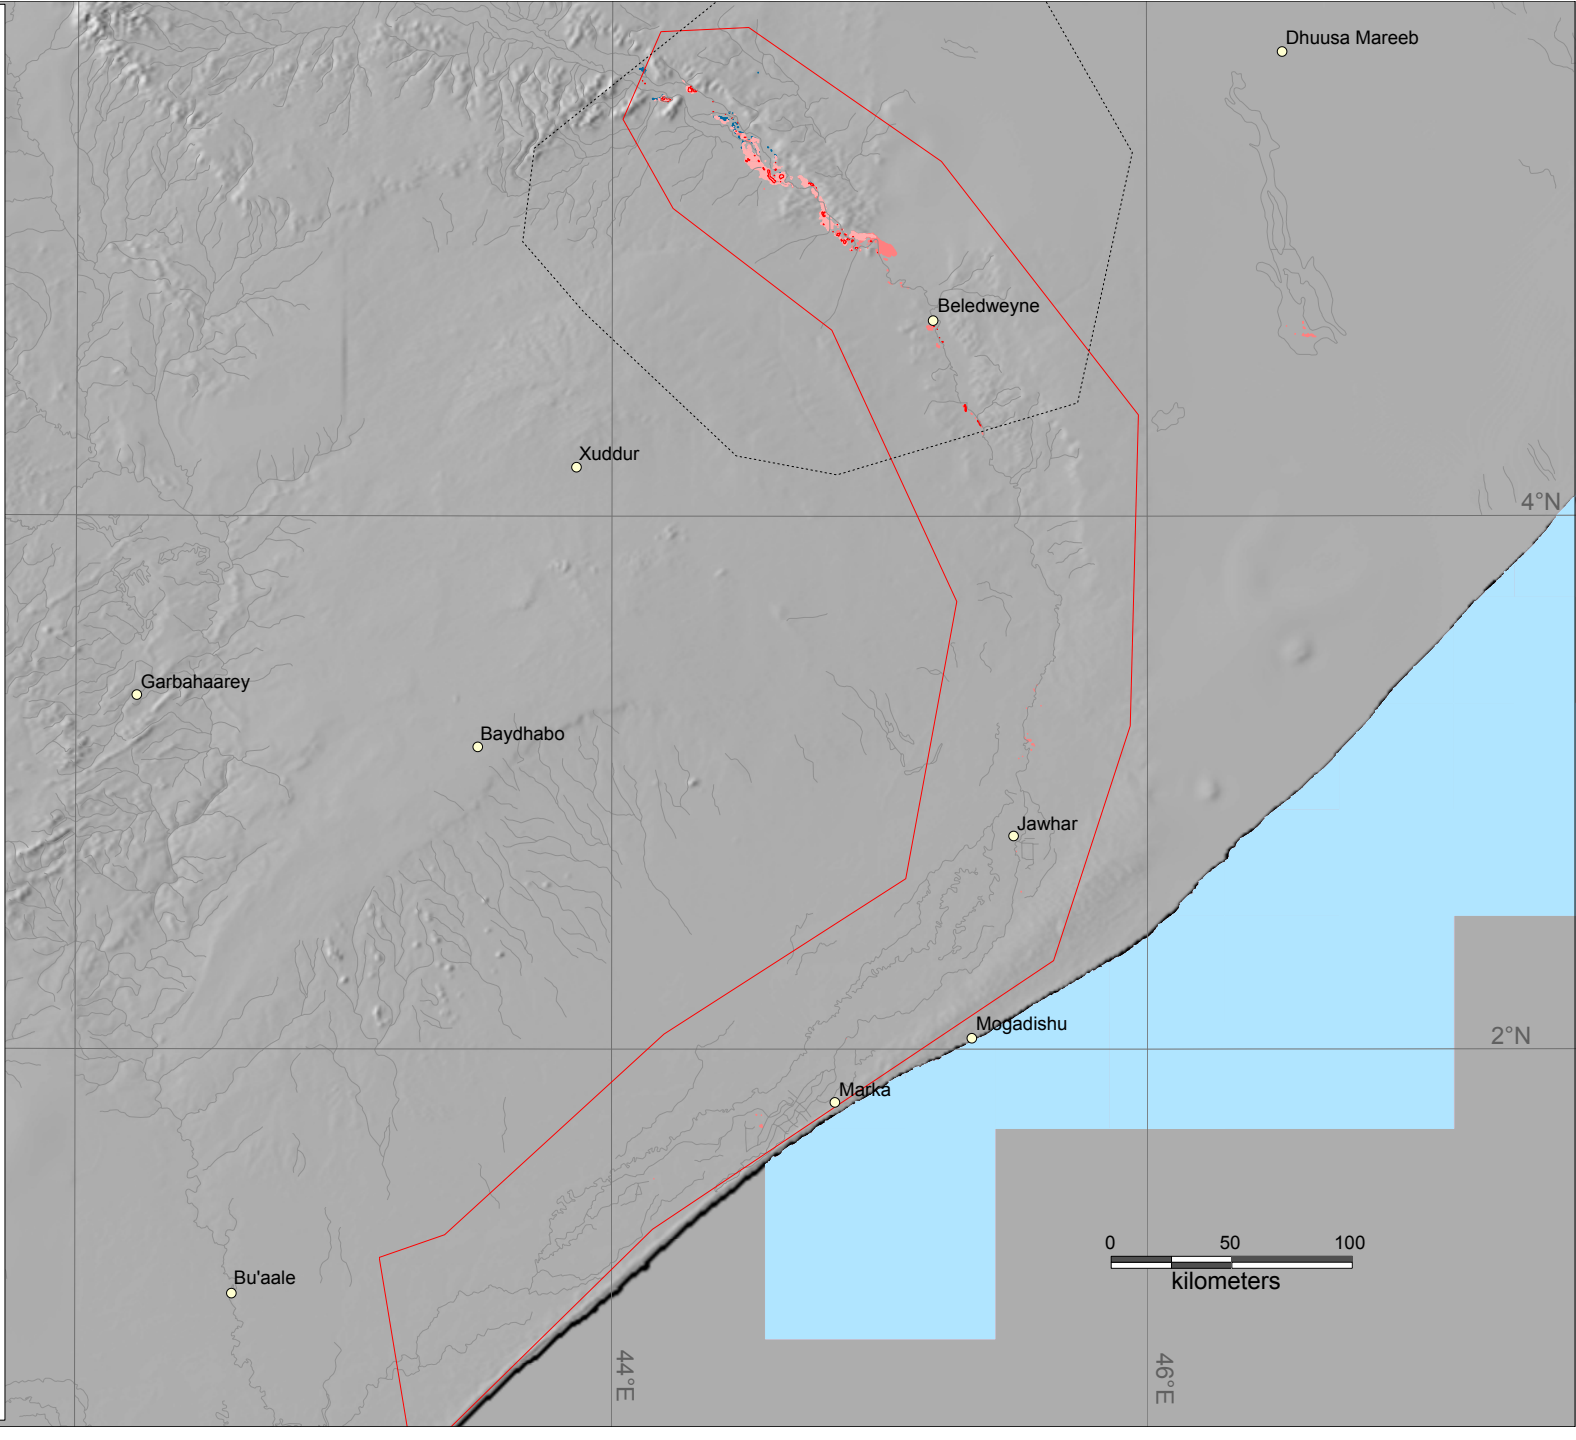 Dhuusa Mareeb
Beledweyne
Xuddur
4°N
Garbahaarey
Baydhabo
Jawhar
Mogadishu
2°N
Marka
0 50 100
kilometers
Bu'aale
44°E
46°E